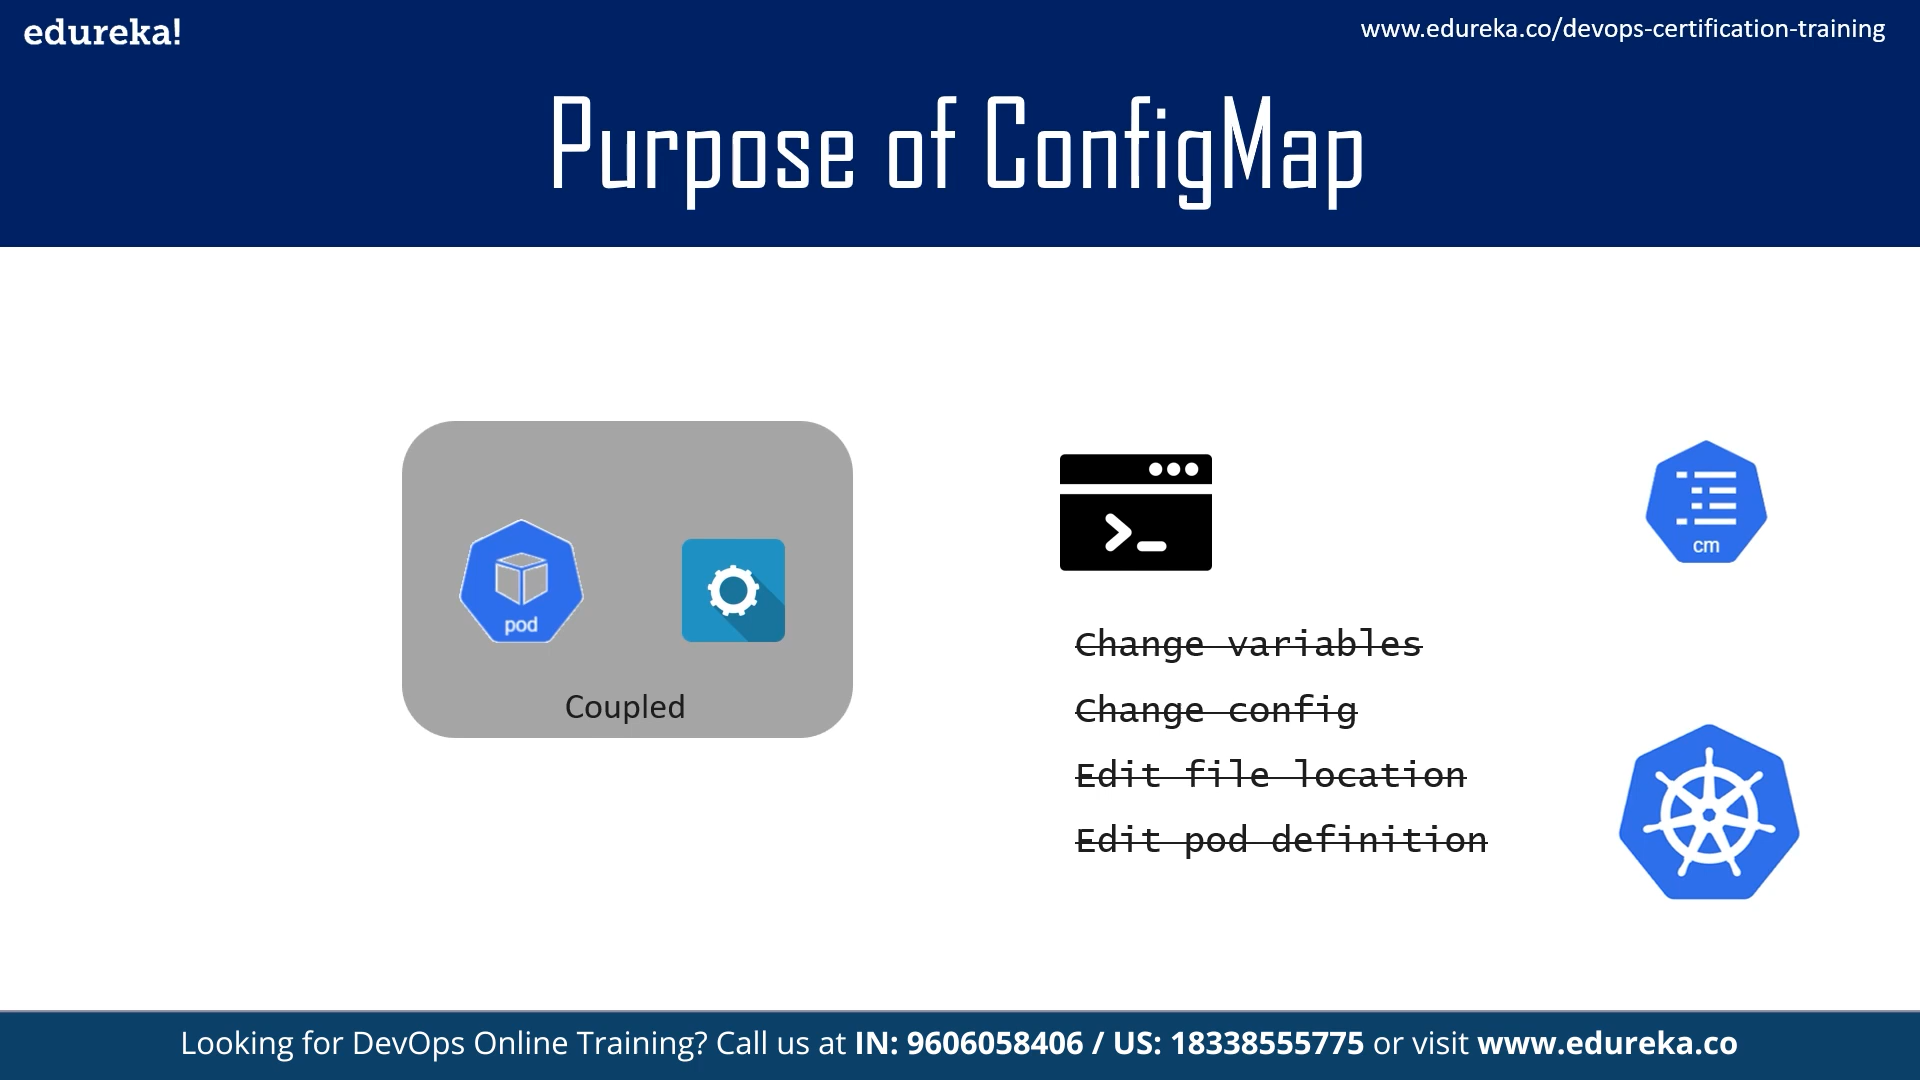 edureka!
www.edureka.co/devops-certification-training
Purpose of ConfigMap
pod
Coupled
Change variables
Change config
Edit file location
Edit pod definition
cm
Looking for DevOps Online Training? Call us at IN: 9606058406 / US: 18338555775 or visit www.edureka.co